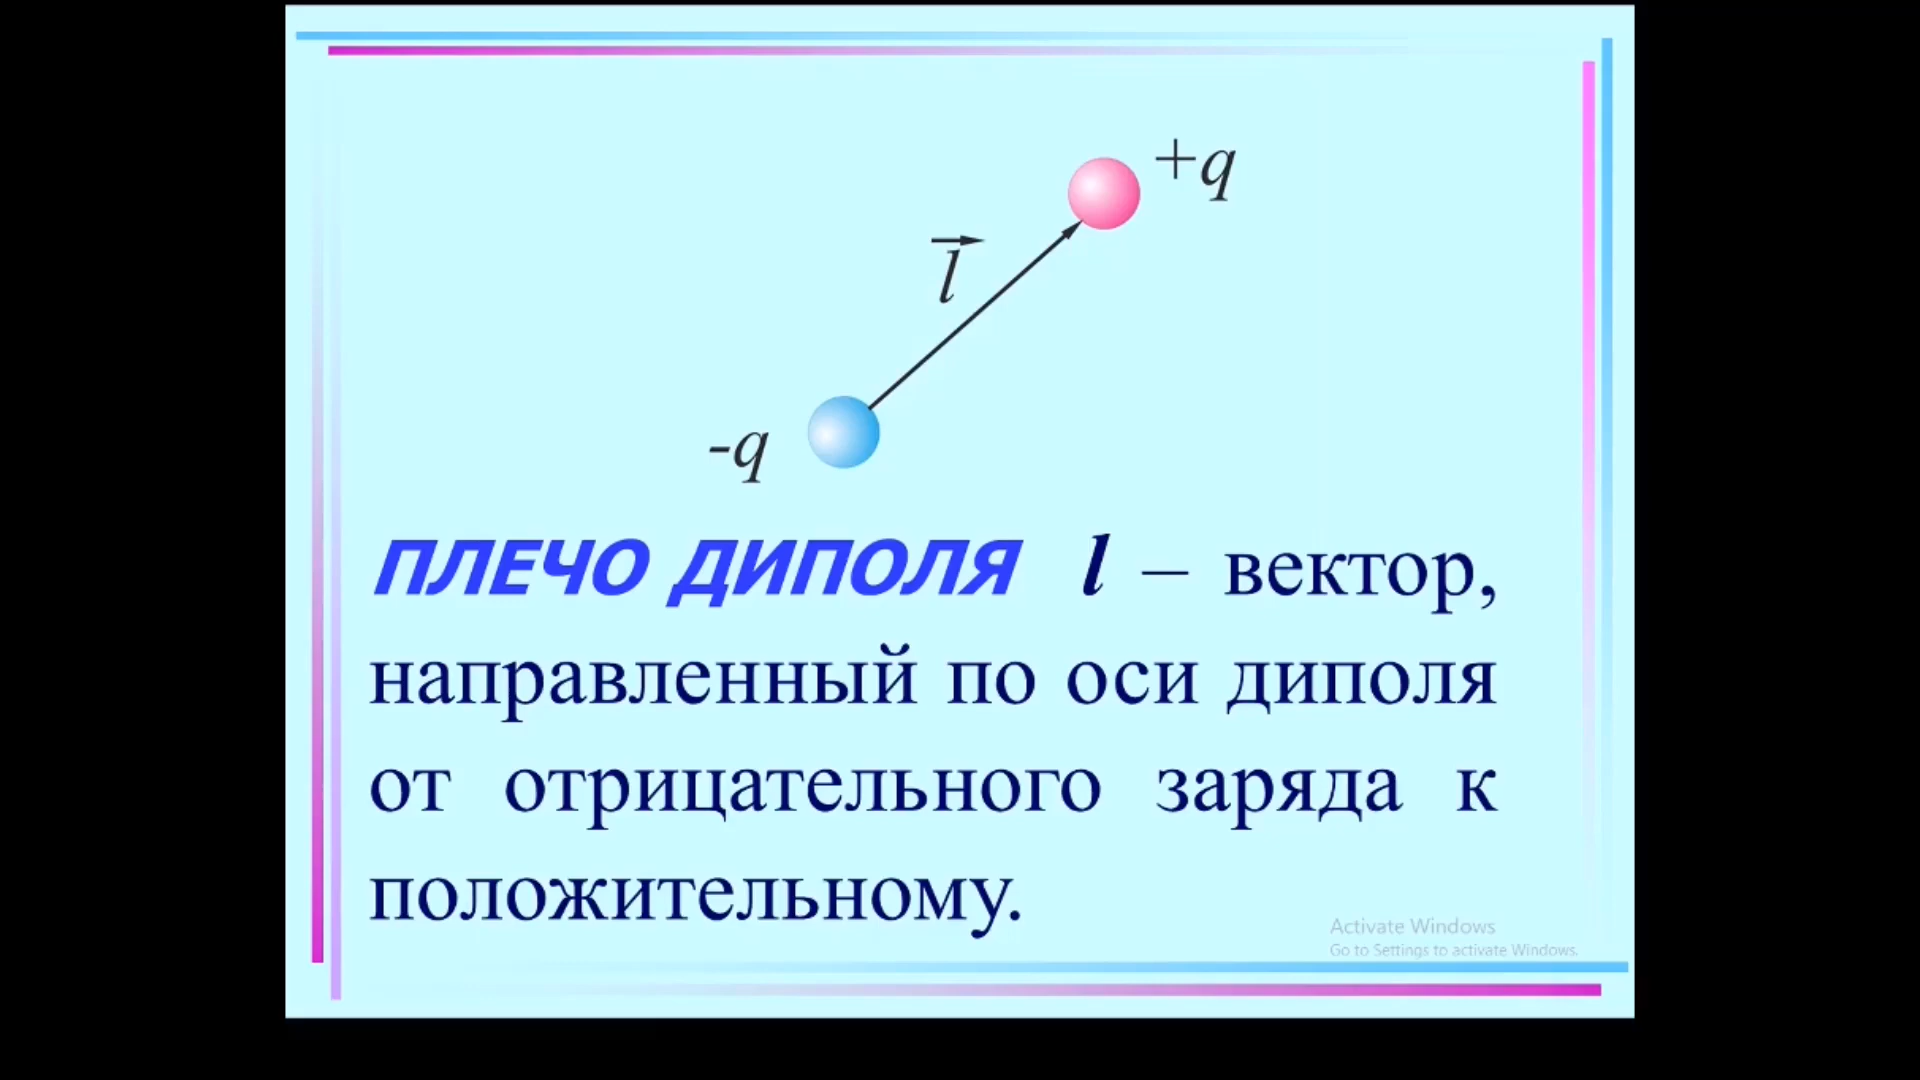 +q
l
-q
ПЛЕЧО ДИПОЛЯ l – вектор,
направленный по оси диполя
от отрицательного заряда к
положительному.
Activate Windows
Go to Settings to activate Windows.